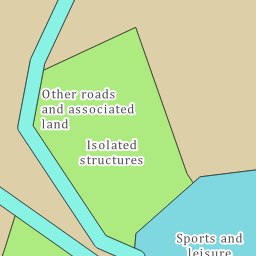 Other roads
and associated
land
Isolated
structures
Sports and
leisure